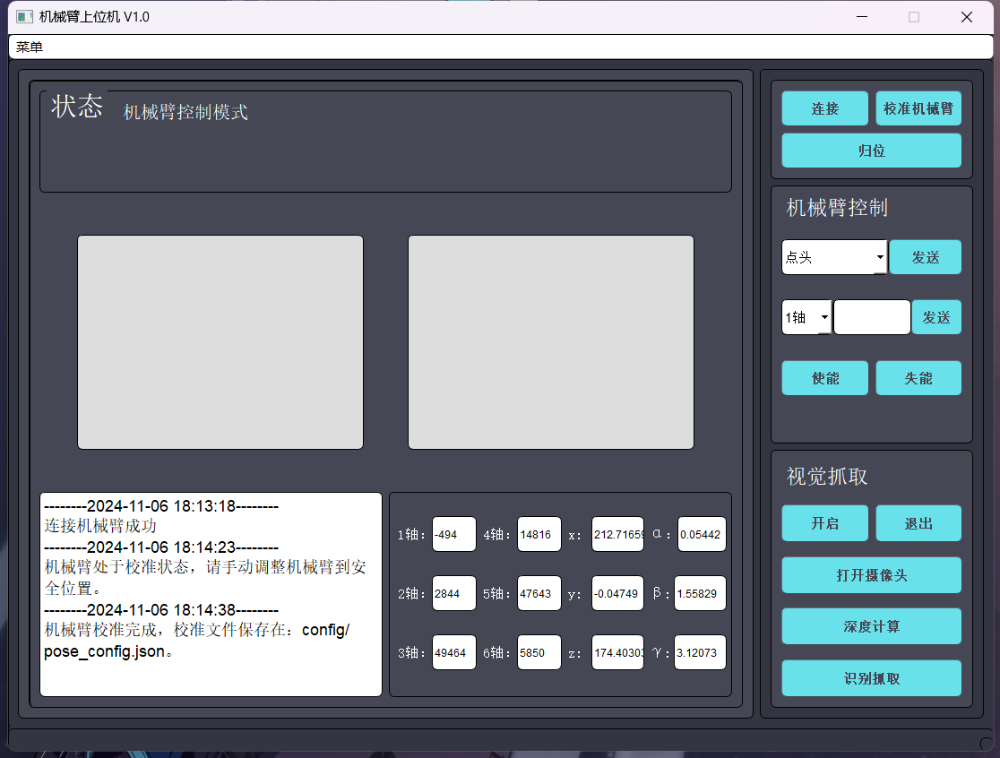 机械臂上位机 V1.0
菜单
状态
机械臂控制模式
连接
校准机械臂
归位
机械臂控制
点头
发送
1轴
发送
使能
失能
视觉抓取
开启
退出
打开摄像头
深度计算
识别抓取
--------2024-11-06 18:13:18--------
连接机械臂成功
--------2024-11-06 18:14:23--------
机械臂处于校准状态，请手动调整机械臂到安
全位置。
--------2024-11-06 18:14:38--------
机械臂校准完成，校准文件保存在：config/
pose_config.json。
1轴： -494 4轴： 14816 x： 212.71659 α： 0.05442
2轴： 2844 5轴： 47643 y： -0.04749 β： 1.55829
3轴： 49464 6轴： 5850 z： 174.40303 γ： 3.12073